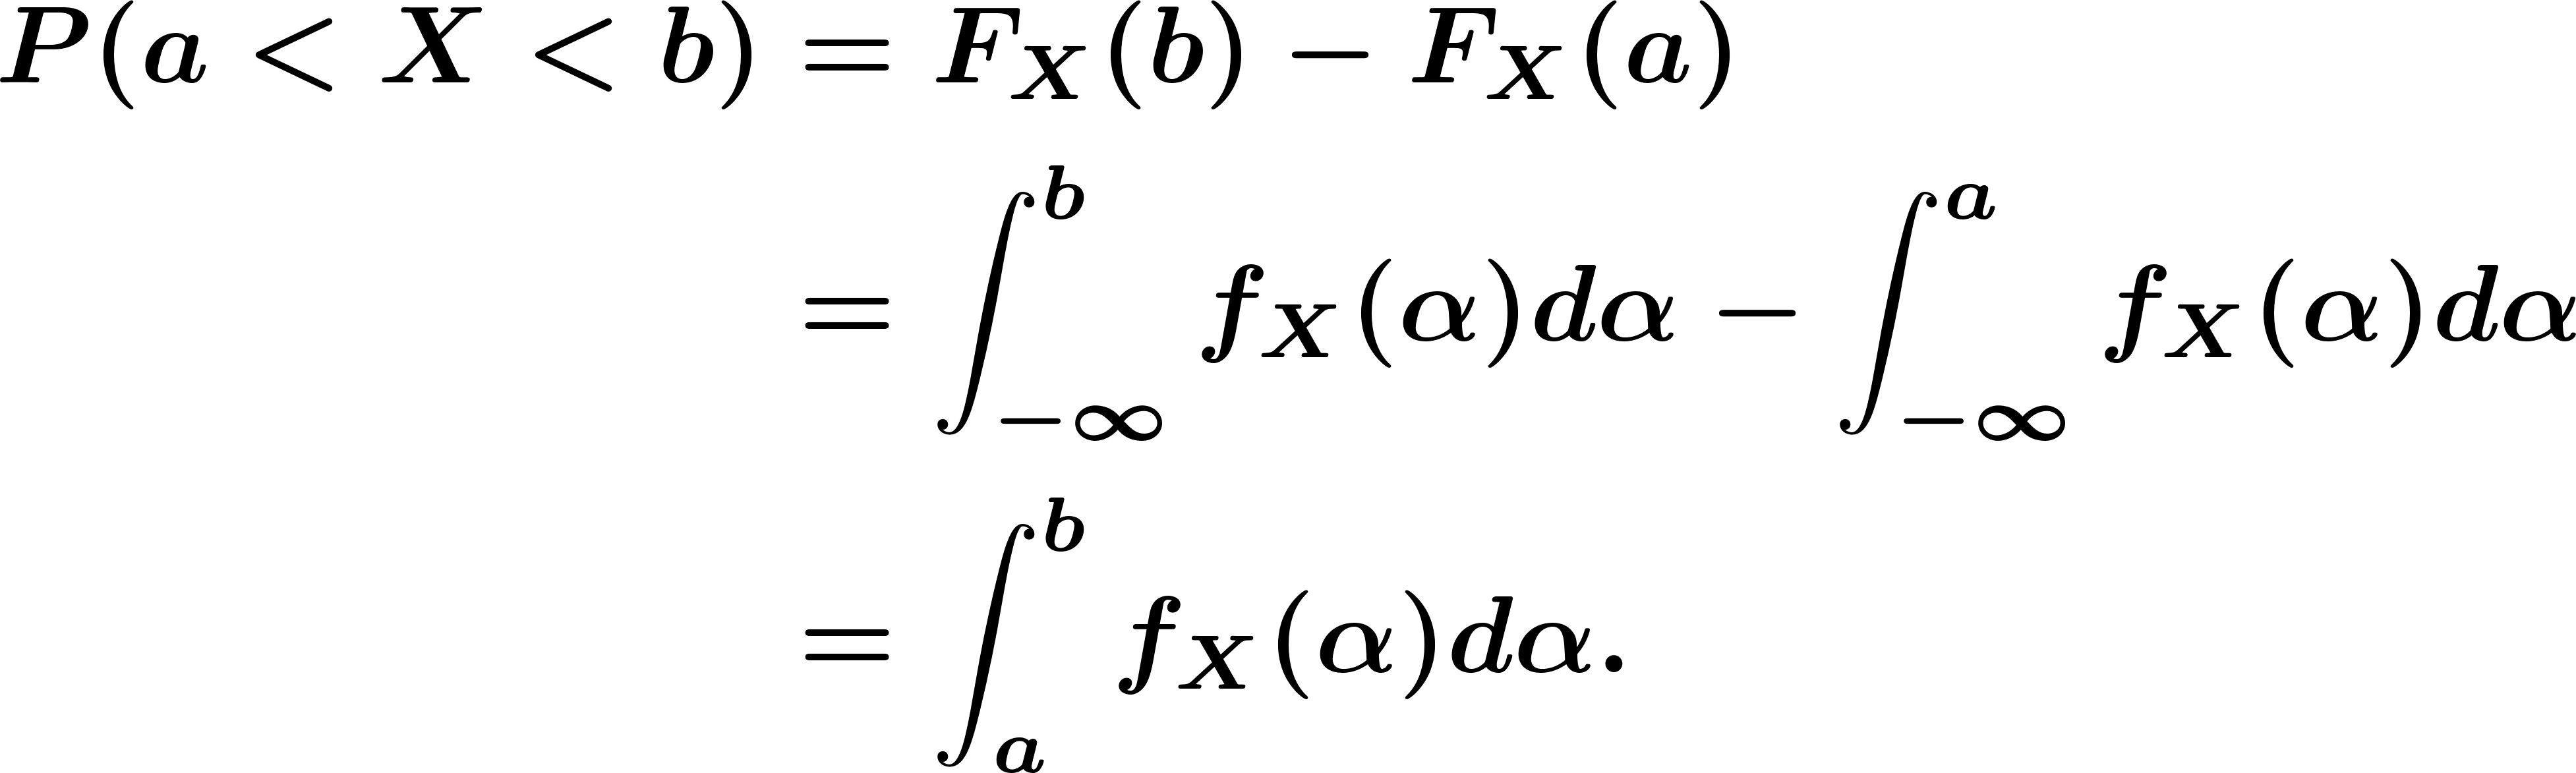 P(a < X < b) = F_X(b) − F_X(a)
= ∫_{−∞}^{b} f_X(α)dα − ∫_{−∞}^{a} f_X(α)dα
= ∫_{a}^{b} f_X(α)dα.